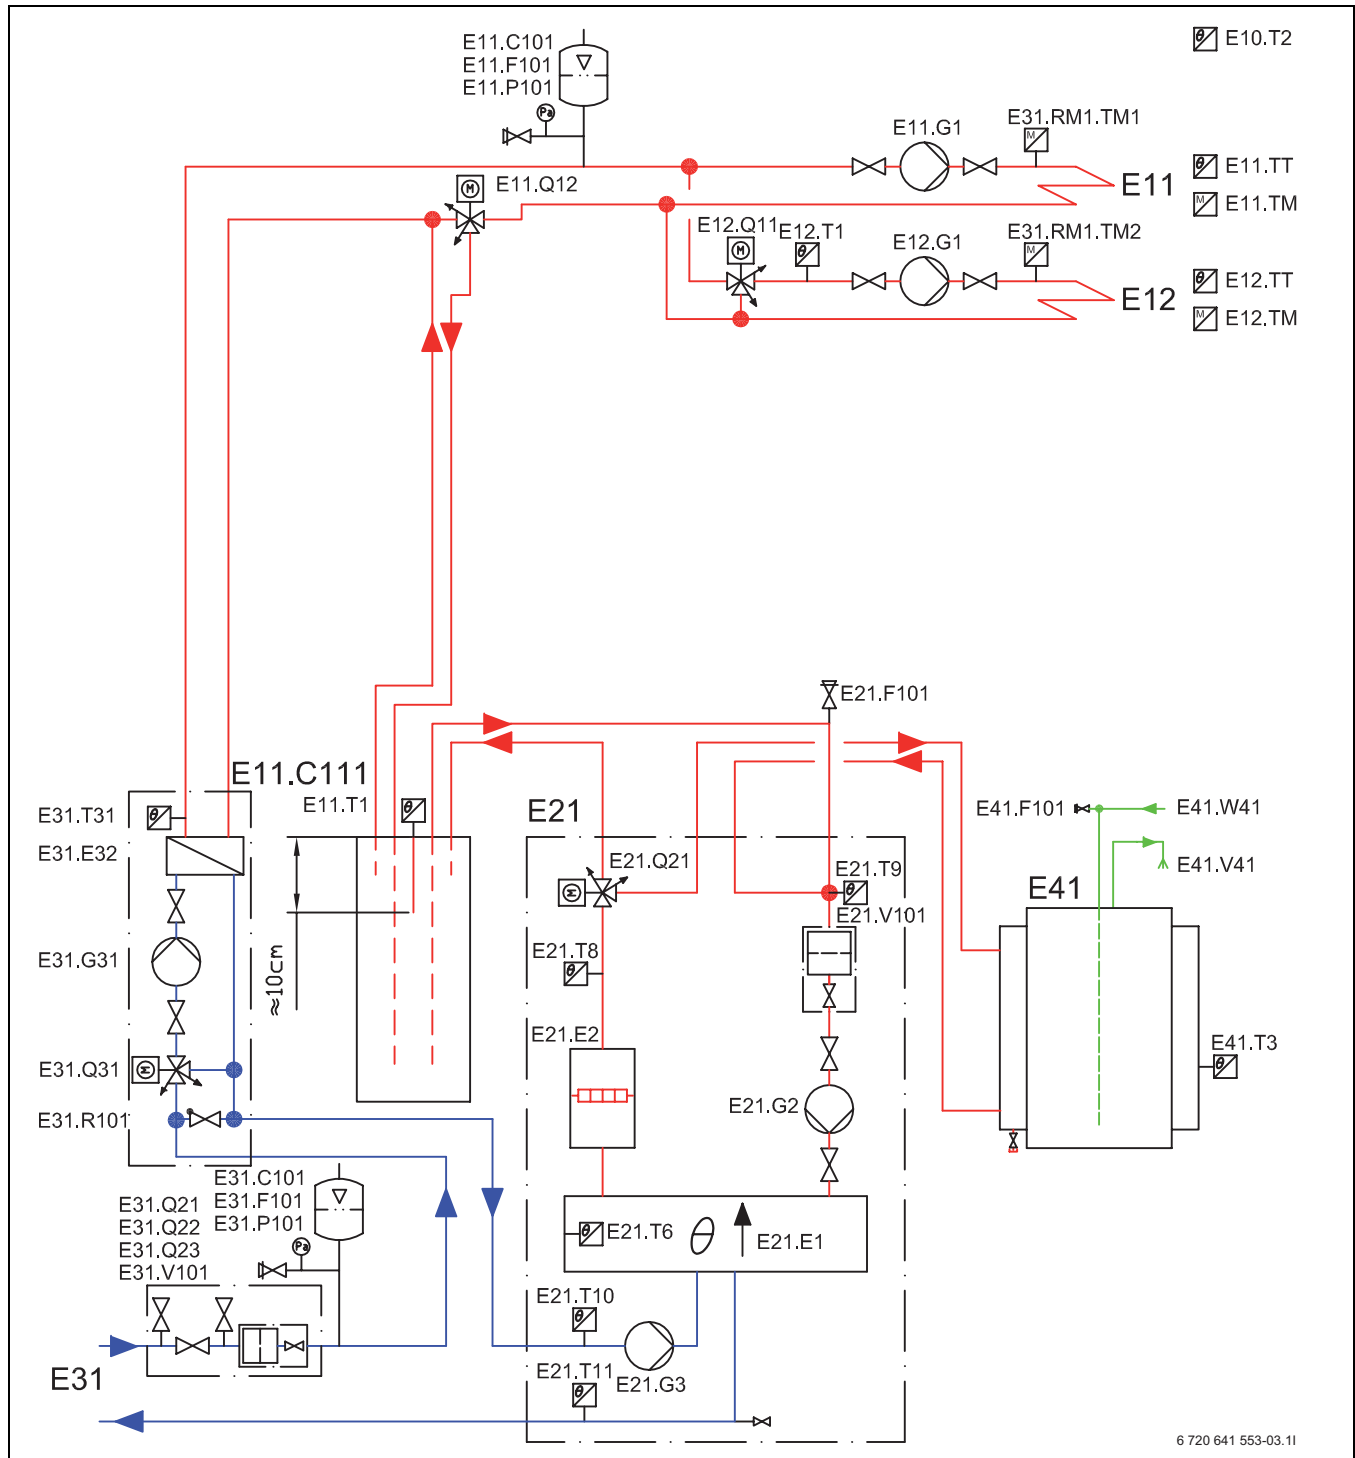 E11.C101
E11.F101
E11.P101
Pa
E10.T2
E11.G1
E31.RM1.TM1
M
E11
θ E11.TT
M E11.TM
M E11.Q12
E12.Q11
M
E12.T1
θ
E12.G1
E31.RM1.TM2
M
E12
θ E12.TT
M E12.TM
E21.F101
E11.C111
E11.T1
θ
E21
E31.T31
θ
E31.E32
E41.F101
E41.W41
E41.V41
E41
E21.Q21
M
E21.T9
θ
E21.V101
E31.G31
≈10cm
E21.T8
θ
E21.E2
E31.Q31
M
E41.T3
θ
E31.R101
E21.G2
E31.C101
E31.F101
E31.P101
Pa
E31.Q21
E31.Q22
E31.Q23
E31.V101
θ E21.T6
θ
E21.E1
E21.T10
θ
E31
E21.T11
θ
E21.G3
6 720 641 553-03.1I